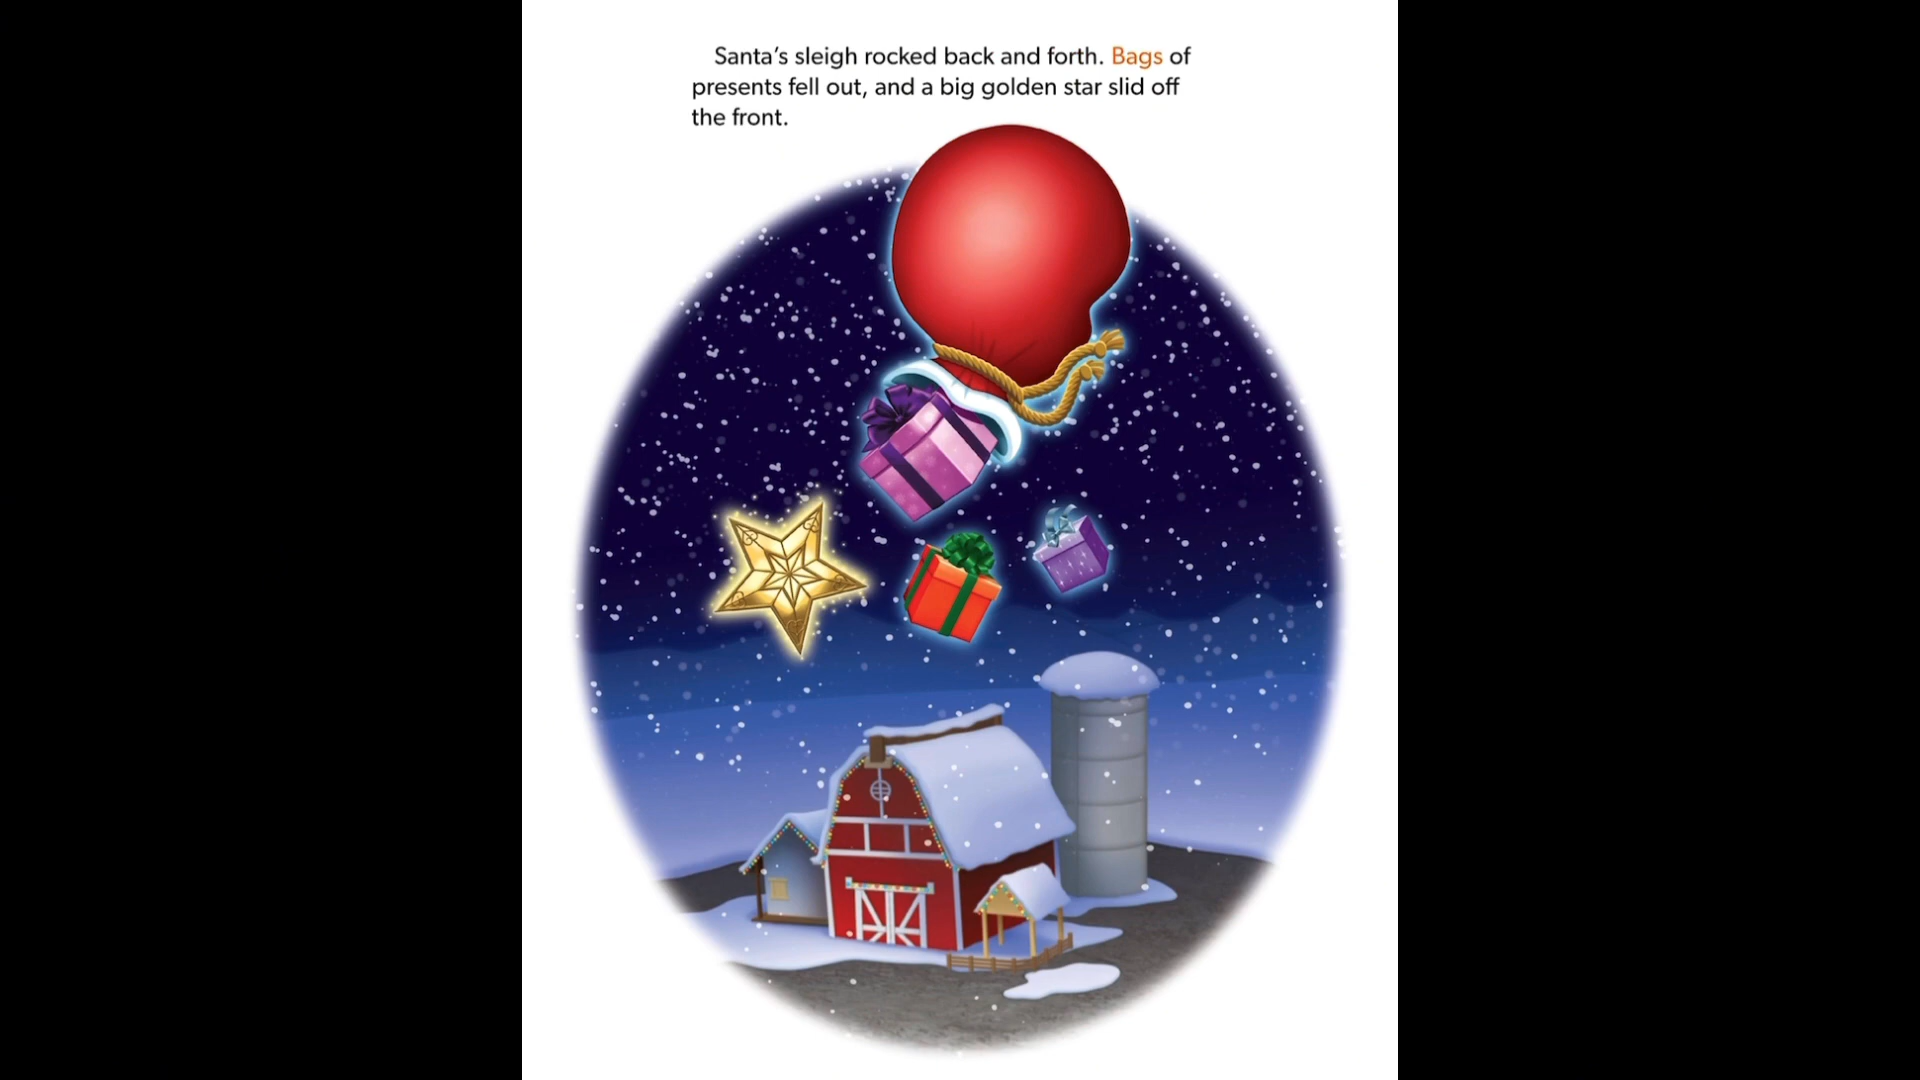 Santa’s sleigh rocked back and forth. Bags of
presents fell out, and a big golden star slid off
the front.